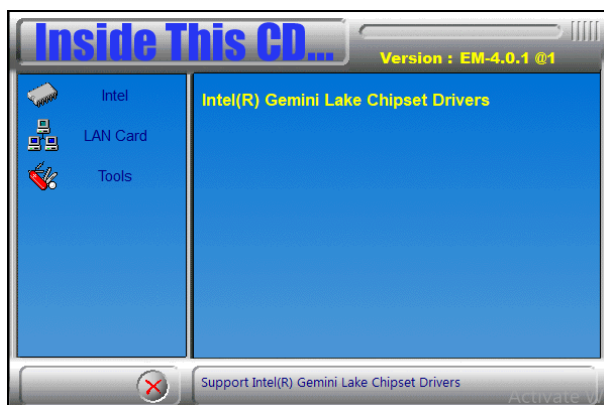 Inside This CD...
Version : EM-4.0.1 @1
Intel
LAN Card
Tools
Intel(R) Gemini Lake Chipset Drivers
Support Intel(R) Gemini Lake Chipset Drivers
Activate